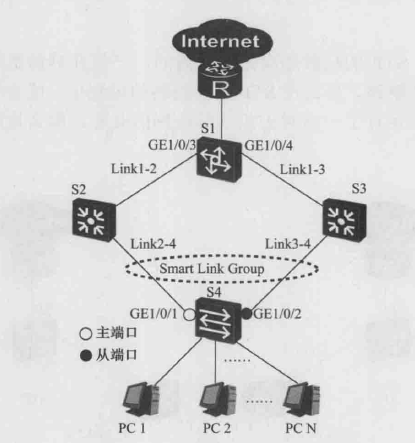 Internet
R
S1
GE1/0/3 GE1/0/4
Link1-2 Link1-3
S2 S3
Link2-4 Link3-4
Smart Link Group
S4
GE1/0/1 GE1/0/2
主端口
从端口
......
......
PC 1 PC 2 PC N